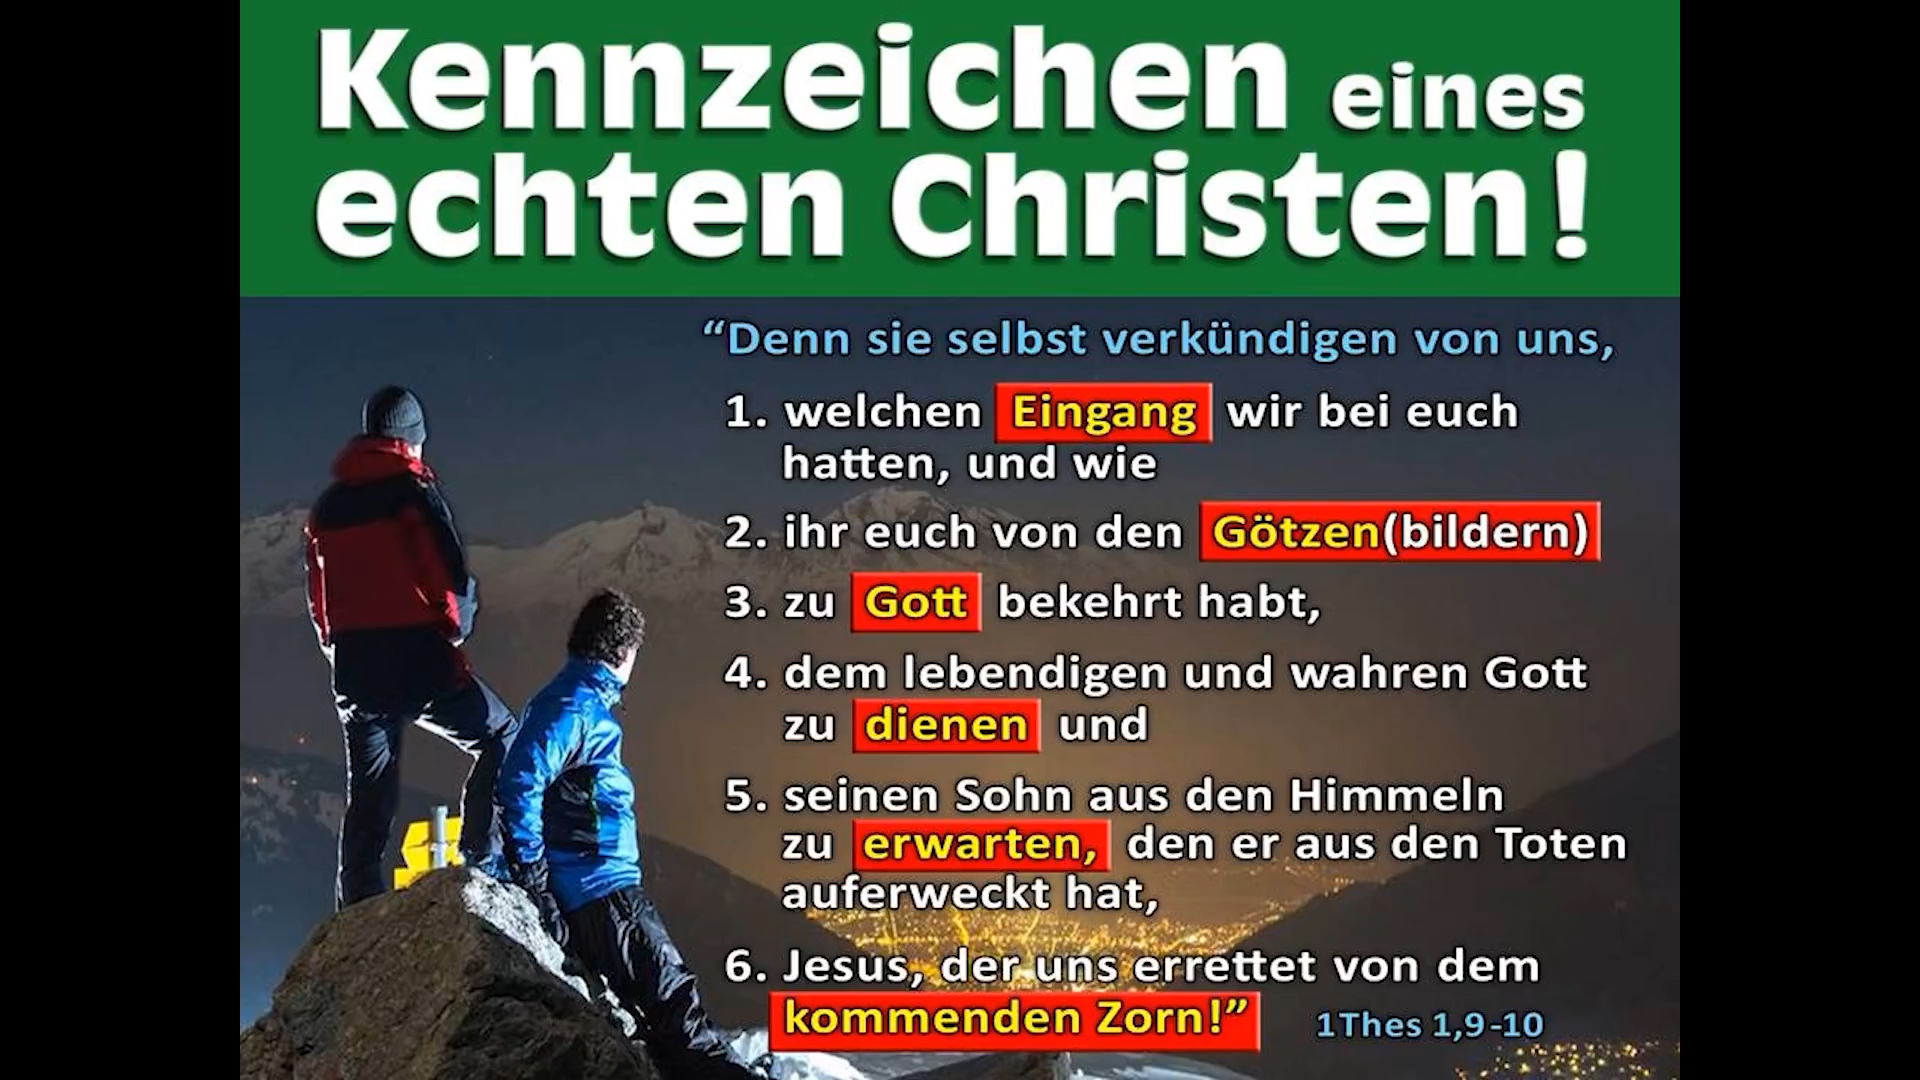 Kennzeichen eines
echten Christen!
“Denn sie selbst verkündigen von uns,
1. welchen Eingang wir bei euch
hatten, und wie
2. ihr euch von den Götzen(bildern)
3. zu Gott bekehrt habt,
4. dem lebendigen und wahren Gott
zu dienen und
5. seinen Sohn aus den Himmeln
zu erwarten, den er aus den Toten
auferweckt hat,
6. Jesus, der uns errettet von dem
kommenden Zorn!” 1Thes 1,9-10